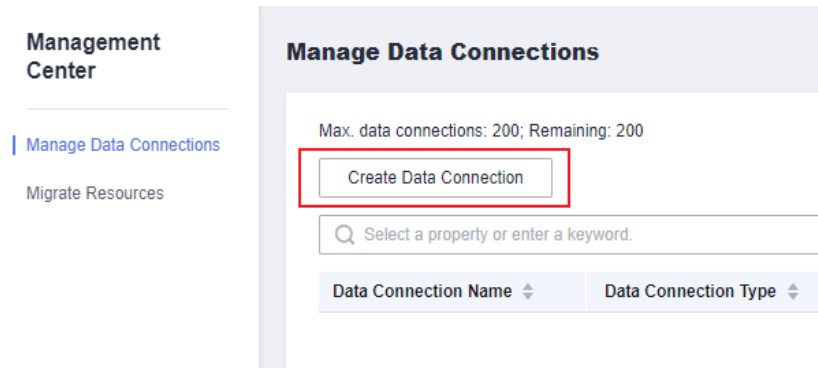 Management
Center
Manage Data Connections
Migrate Resources
Manage Data Connections
Max. data connections: 200; Remaining: 200
Create Data Connection
Select a property or enter a keyword.
Data Connection Name
Data Connection Type